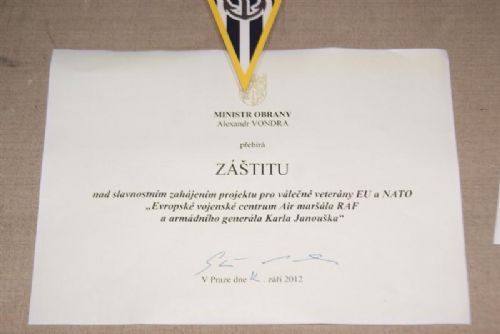 MINISTR OBRANY
Alexandr VONDRA
přebírá
ZÁŠTITU
nad slavnostním zahájením projektu pro válečné veterány EU a NATO
„Evropské vojenské centrum Air maršála RAF
a armádního generála Karla Janouška“
V Praze dne . září 2012